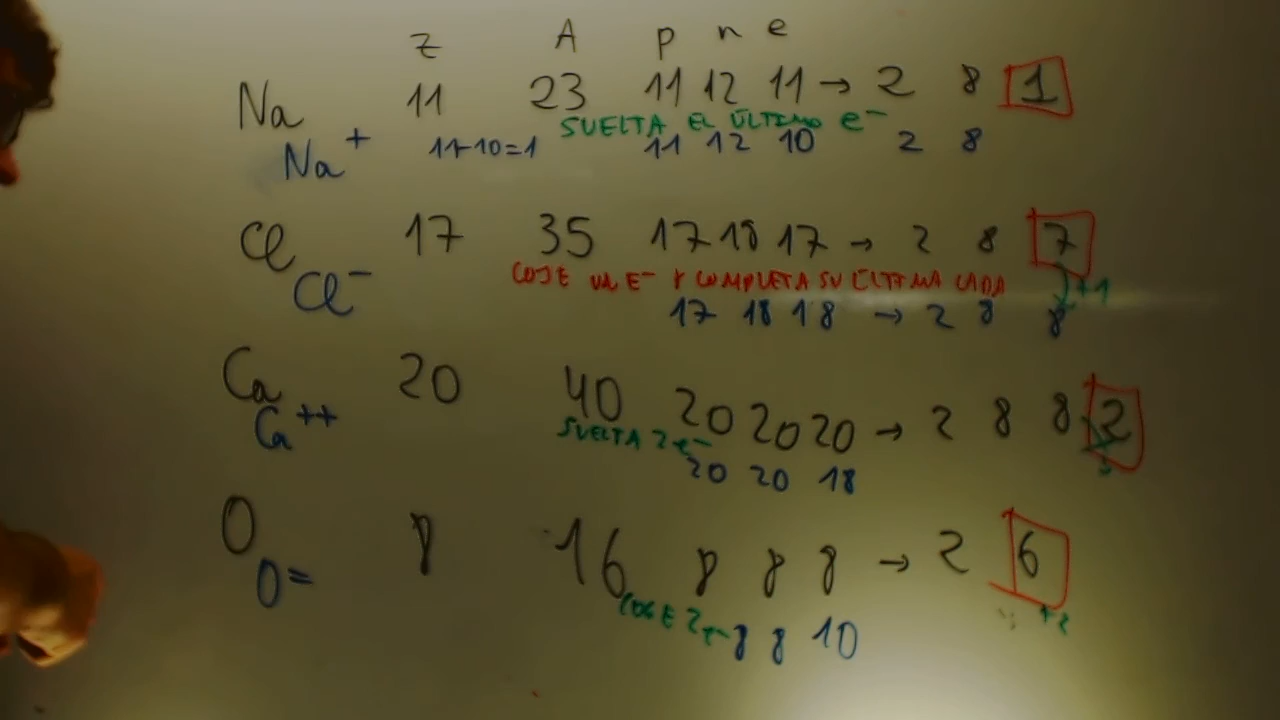 Z A p n e
Na 11 23 11 12 11 → 2 8 1
SUELTA EL ÚLTIMO e⁻
Na⁺ 11-10=1 11 12 10 2 8
Cl 17 35 17 18 17 → 2 8 7
COJE UN E⁻ Y COMPLETA SU ÚLTIMA CAPA +1
Cl⁻ 17 18 18 → 2 8 8
Ca 20 40 20 20 20 → 2 8 8 2
Ca⁺⁺ SUELTA 2e⁻
20 20 18
O 8 16 8 8 8 → 2 6
O= COGE 2e⁻ +2
8 8 10